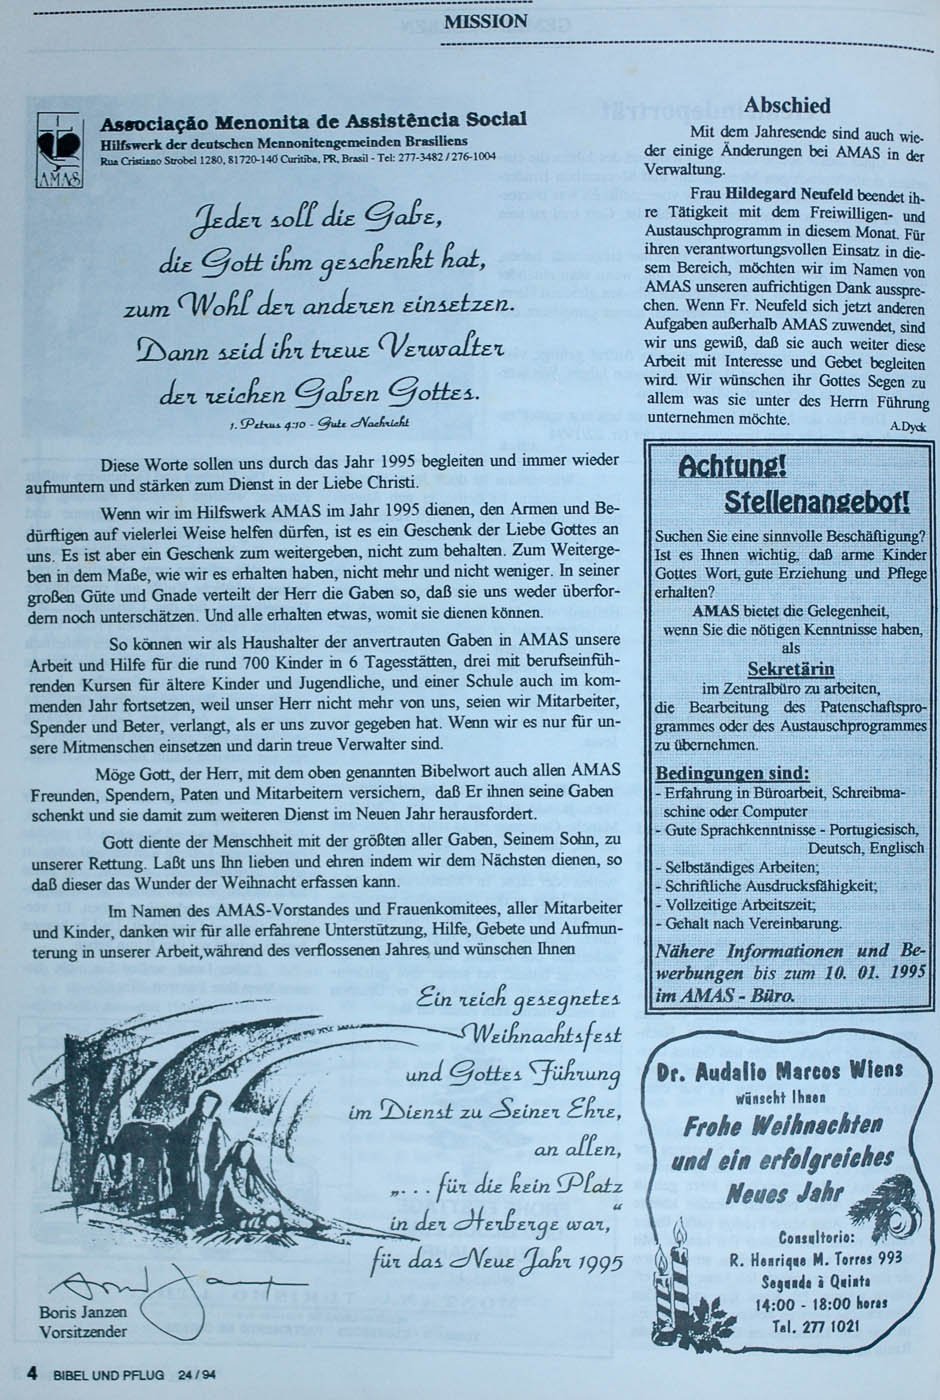 MISSION
AMAS
Associação Menonita de Assistência Social
Hilfswerk der deutschen Mennonitengemeinden Brasiliens
Rua Cristiano Strobel 1280, 81720-140 Curitiba, PR, Brasil - Tel: 277-3482 / 276-1004
Jeder soll die Gabe,
die Gott ihm geschenkt hat,
zum Wohl der anderen einsetzen.
Dann seid ihr treue Verwalter
der reichen Gaben Gottes.
1. Petrus 4:10 - Gute Nachricht
Diese Worte sollen uns durch das Jahr 1995 begleiten und immer wieder
aufmuntern und stärken zum Dienst in der Liebe Christi.
Wenn wir im Hilfswerk AMAS im Jahr 1995 dienen, den Armen und Be-
dürftigen auf vielerlei Weise helfen dürfen, ist es ein Geschenk der Liebe Gottes an
uns. Es ist aber ein Geschenk zum weitergeben, nicht zum behalten. Zum Weiterge-
ben in dem Maße, wie wir es erhalten haben, nicht mehr und nicht weniger. In seiner
großen Güte und Gnade verteilt der Herr die Gaben so, daß sie uns weder überfor-
dern noch unterschätzen. Und alle erhalten etwas, womit sie dienen können.
So können wir als Haushalter der anvertrauten Gaben in AMAS unsere
Arbeit und Hilfe für die rund 700 Kinder in 6 Tagesstätten, drei mit berufseinfüh-
renden Kursen für ältere Kinder und Jugendliche, und einer Schule auch im kom-
menden Jahr fortsetzen, weil unser Herr nicht mehr von uns, seien wir Mitarbeiter,
Spender und Beter, verlangt, als er uns zuvor gegeben hat. Wenn wir es nur für un-
sere Mitmenschen einsetzen und darin treue Verwalter sind.
Möge Gott, der Herr, mit dem oben genannten Bibelwort auch allen AMAS
Freunden, Spendern, Paten und Mitarbeitern versichern, daß Er ihnen seine Gaben
schenkt und sie damit zum weiteren Dienst im Neuen Jahr herausfordert.
Gott diente der Menschheit mit der größten aller Gaben, Seinem Sohn, zu
unserer Rettung. Laßt uns Ihn lieben und ehren indem wir dem Nächsten dienen, so
daß dieser das Wunder der Weihnacht erfassen kann.
Im Namen des AMAS-Vorstandes und Frauenkomitees, aller Mitarbeiter
und Kinder, danken wir für alle erfahrene Unterstützung, Hilfe, Gebete und Aufmun-
terung in unserer Arbeit,während des verflossenen Jahres,und wünschen Ihnen
Ein reich gesegnetes
Weihnachtsfest
und Gottes Führung
im Dienst zu Seiner Ehre,
an allen,
„. . . für die kein Platz
in der Herberge war,“
für das Neue Jahr 1995
Boris Janzen
Vorsitzender
Abschied
Mit dem Jahresende sind auch wie-
der einige Änderungen bei AMAS in der
Verwaltung.
Frau Hildegard Neufeld beendet ih-
re Tätigkeit mit dem Freiwilligen- und
Austauschprogramm in diesem Monat. Für
ihren verantwortungsvollen Einsatz in die-
sem Bereich, möchten wir im Namen von
AMAS unseren aufrichtigen Dank ausspre-
chen. Wenn Fr. Neufeld sich jetzt anderen
Aufgaben außerhalb AMAS zuwendet, sind
wir uns gewiß, daß sie auch weiter diese
Arbeit mit Interesse und Gebet begleiten
wird. Wir wünschen ihr Gottes Segen zu
allem was sie unter des Herrn Führung
unternehmen möchte.
A.Dyck
Achtung!
Stellenangebot!
Suchen Sie eine sinnvolle Beschäftigung?
Ist es Ihnen wichtig, daß arme Kinder
Gottes Wort, gute Erziehung und Pflege
erhalten?
AMAS bietet die Gelegenheit,
wenn Sie die nötigen Kenntnisse haben,
als
Sekretärin
im Zentralbüro zu arbeiten,
die Bearbeitung des Patenschaftspro-
grammes oder des Austauschprogrammes
zu übernehmen.
Bedingungen sind:
- Erfahrung in Büroarbeit, Schreibma-
schine oder Computer
- Gute Sprachkenntnisse - Portugiesisch,
Deutsch, Englisch
- Selbständiges Arbeiten;
- Schriftliche Ausdrucksfähigkeit;
- Vollzeitige Arbeitszeit;
- Gehalt nach Vereinbarung.
Nähere Informationen und Be-
werbungen bis zum 10. 01. 1995
im AMAS - Büro.
Dr. Audalio Marcos Wiens
wünscht Ihnen
Frohe Weihnachten
und ein erfolgreiches
Neues Jahr
Consultorio:
R. Henrique M. Torres 993
Segunda à Quinta
14:00 - 18:00 horas
Tel. 277 1021
4 BIBEL UND PFLUG 24 / 94